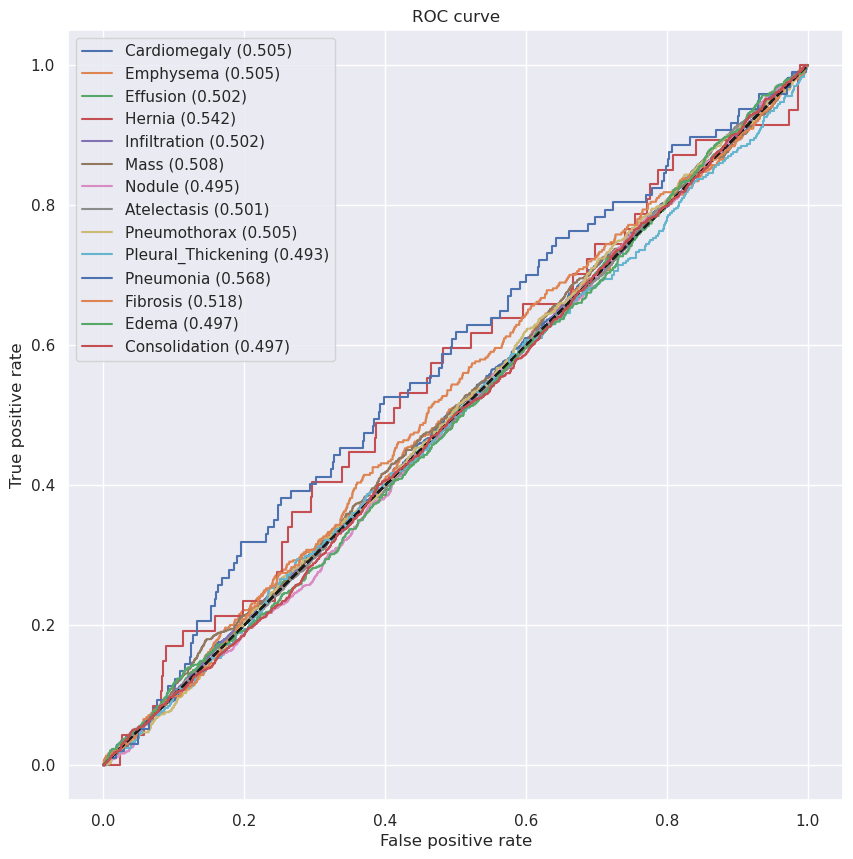 ROC curve
Cardiomegaly (0.505)
Emphysema (0.505)
Effusion (0.502)
Hernia (0.542)
Infiltration (0.502)
Mass (0.508)
Nodule (0.495)
Atelectasis (0.501)
Pneumothorax (0.505)
Pleural_Thickening (0.493)
Pneumonia (0.568)
Fibrosis (0.518)
Edema (0.497)
Consolidation (0.497)
1.0
0.8
0.6
0.4
0.2
0.0
True positive rate
0.0 0.2 0.4 0.6 0.8 1.0
False positive rate